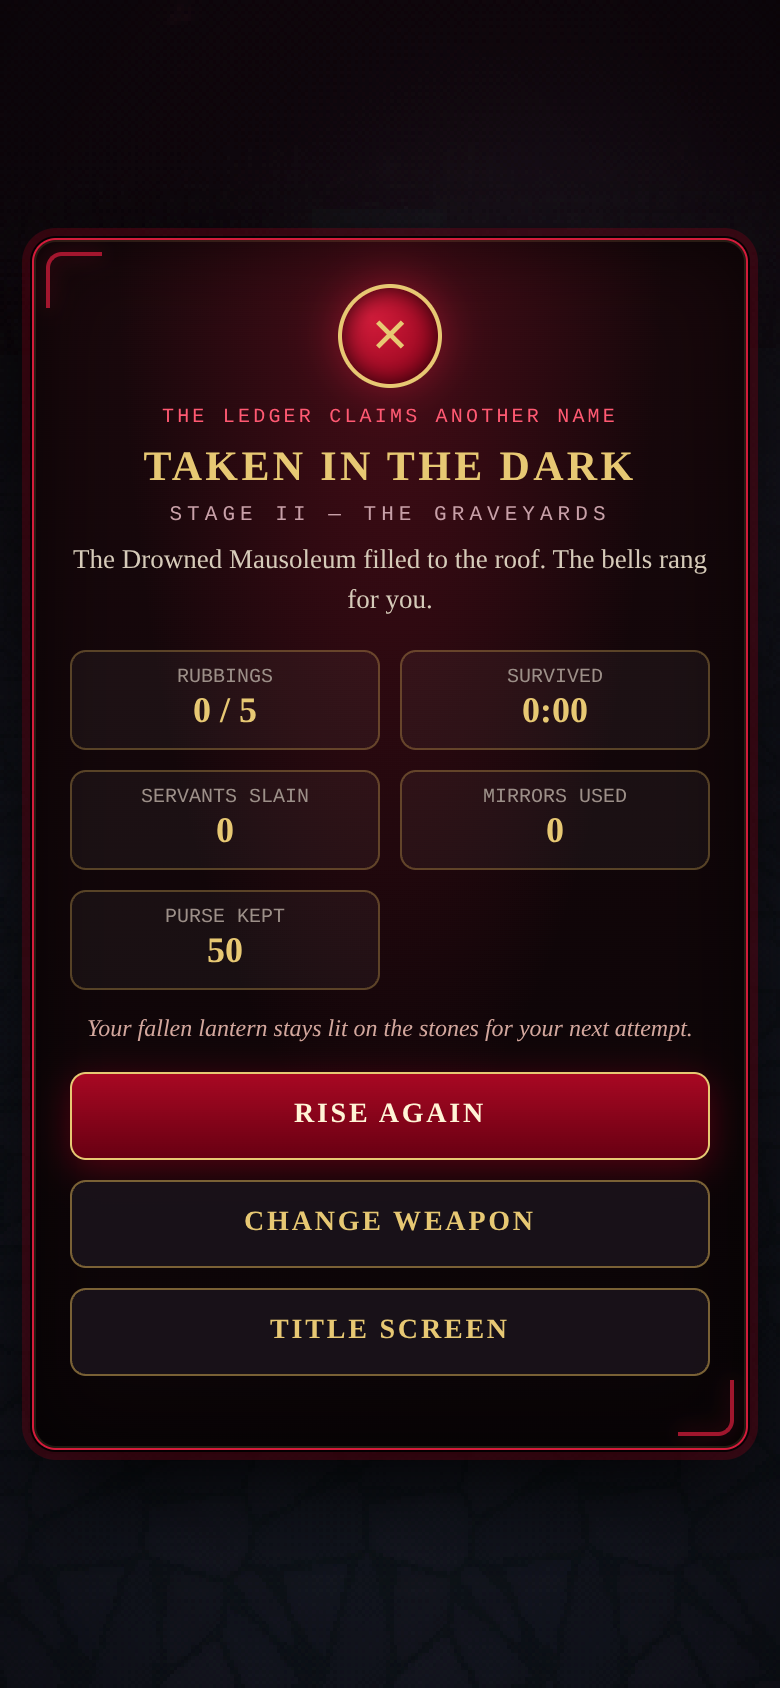 THE LEDGER CLAIMS ANOTHER NAME
TAKEN IN THE DARK
STAGE II — THE GRAVEYARDS
The Drowned Mausoleum filled to the roof. The bells rang
for you.
RUBBINGS
0 / 5
SURVIVED
0:00
SERVANTS SLAIN
0
MIRRORS USED
0
PURSE KEPT
50
Your fallen lantern stays lit on the stones for your next attempt.
RISE AGAIN
CHANGE WEAPON
TITLE SCREEN